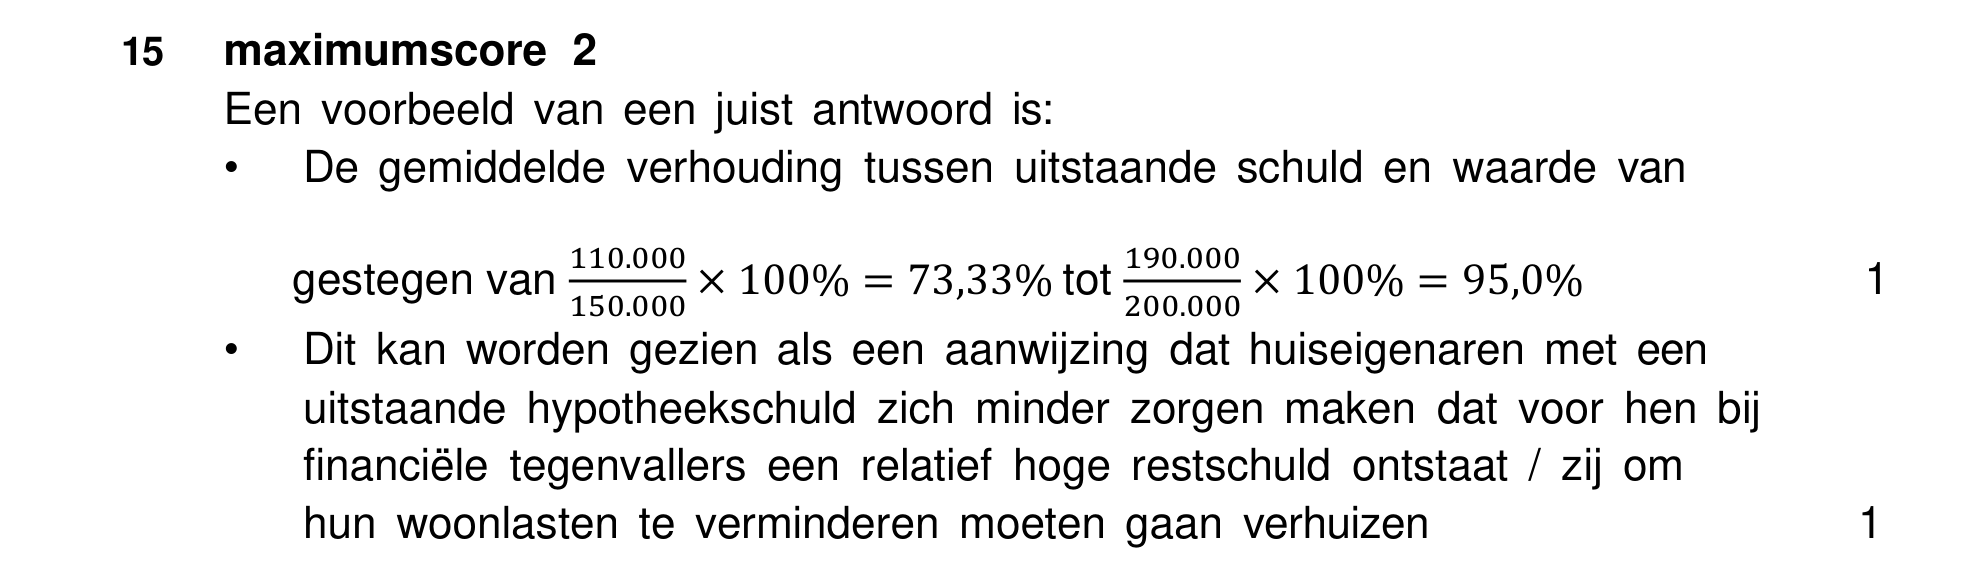 15 maximumscore 2
Een voorbeeld van een juist antwoord is:
• De gemiddelde verhouding tussen uitstaande schuld en waarde van
gestegen van 110.000/150.000 × 100% = 73,33% tot 190.000/200.000 × 100% = 95,0% 1
• Dit kan worden gezien als een aanwijzing dat huiseigenaren met een
uitstaande hypotheekschuld zich minder zorgen maken dat voor hen bij
financiële tegenvallers een relatief hoge restschuld ontstaat / zij om
hun woonlasten te verminderen moeten gaan verhuizen 1